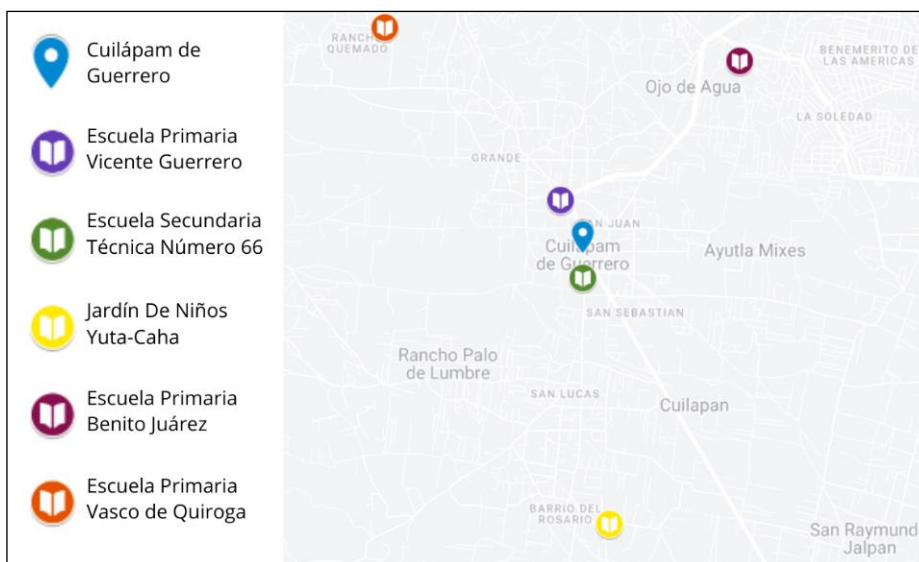 Cuilápam de
Guerrero
Escuela Primaria
Vicente Guerrero
Escuela Secundaria
Técnica Número 66
Jardín De Niños
Yuta-Caha
Escuela Primaria
Benito Juárez
Escuela Primaria
Vasco de Quiroga
RANCHO
QUEMADO
BENEMERITO DE
LAS AMERICAS
Ojo de Agua
LA SOLEDAD
GRANDE
SAN JUAN
Cuilapam
de Guerrero
Ayutla Mixes
SAN SEBASTIAN
Rancho Palo
de Lumbre
SAN LUCAS
Cuilapan
BARRIO DEL
ROSARIO
San Raymund
Jalpan